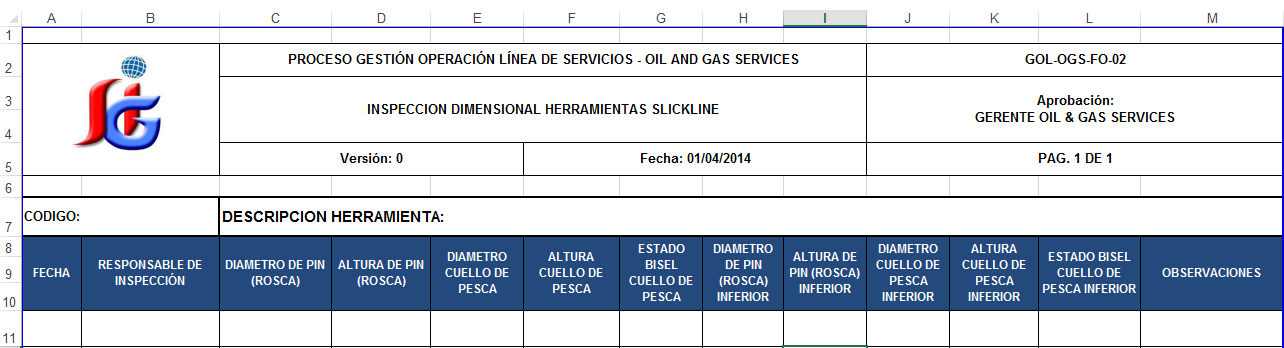 A B C D E F G H I J K L M
1
2
3
4
5
6
7
8
9
10
11
PROCESO GESTIÓN OPERACIÓN LÍNEA DE SERVICIOS - OIL AND GAS SERVICES
GOL-OGS-FO-02
INSPECCION DIMENSIONAL HERRAMIENTAS SLICKLINE
Aprobación:
GERENTE OIL & GAS SERVICES
Versión: 0
Fecha: 01/04/2014
PAG. 1 DE 1
CODIGO:
DESCRIPCION HERRAMIENTA:
FECHA
RESPONSABLE DE
INSPECCIÓN
DIAMETRO DE PIN
(ROSCA)
ALTURA DE PIN
(ROSCA)
DIAMETRO
CUELLO DE
PESCA
ALTURA
CUELLO DE
PESCA
ESTADO
BISEL
CUELLO DE
PESCA
DIAMETRO
DE PIN
(ROSCA)
INFERIOR
ALTURA DE
PIN (ROSCA)
INFERIOR
DIAMETRO
CUELLO DE
PESCA
INFERIOR
ALTURA
CUELLO DE
PESCA
INFERIOR
ESTADO BISEL
CUELLO DE
PESCA INFERIOR
OBSERVACIONES